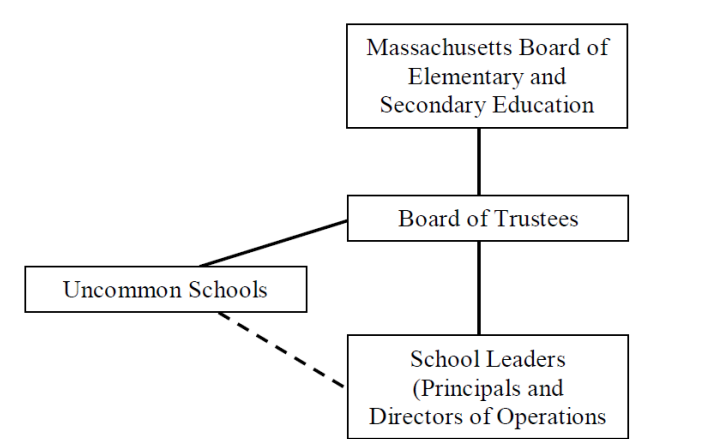 Massachusetts Board of
Elementary and
Secondary Education
Board of Trustees
Uncommon Schools
School Leaders
(Principals and
Directors of Operations